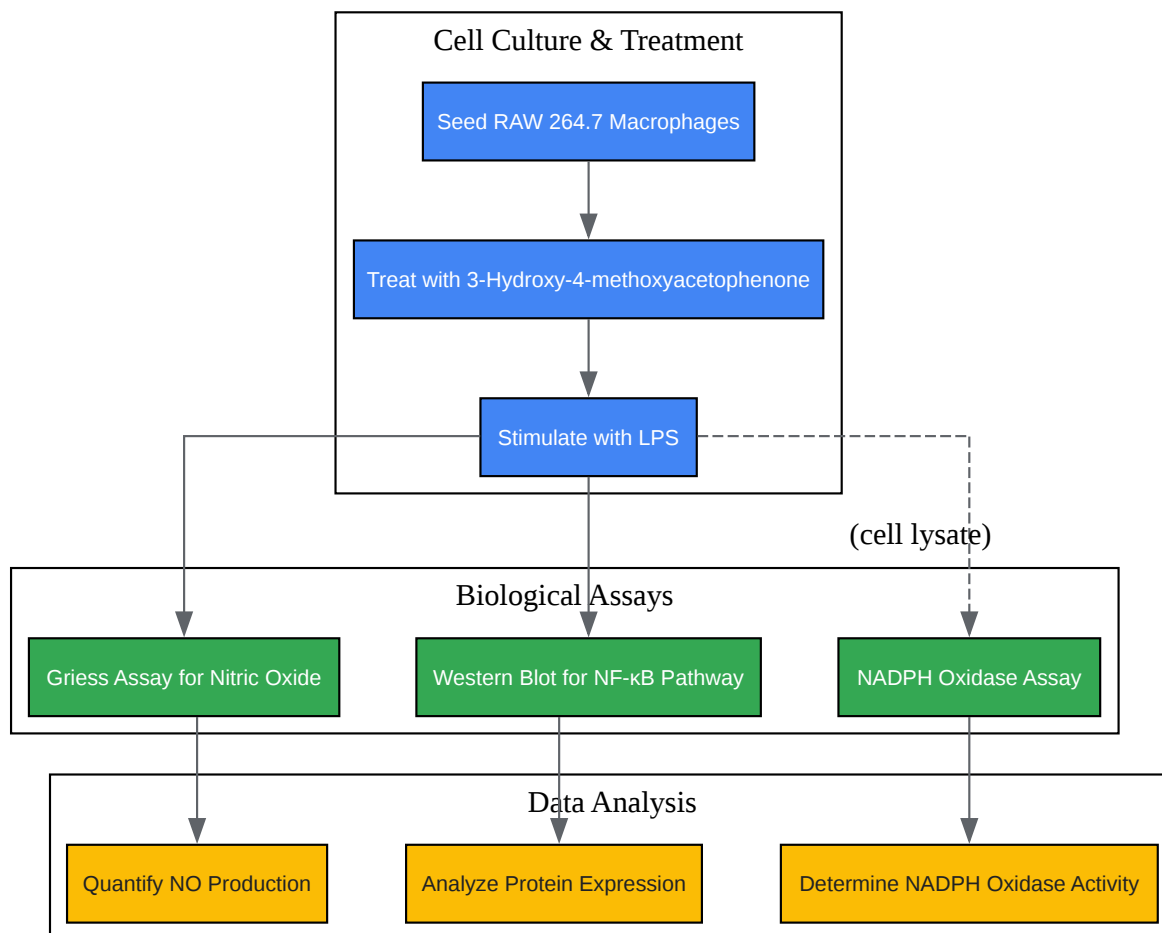 Cell Culture & Treatment
Seed RAW 264.7 Macrophages
Treat with 3-Hydroxy-4-methoxyacetophenone
Stimulate with LPS
(cell lysate)
Biological Assays
Griess Assay for Nitric Oxide
Western Blot for NF-κB Pathway
NADPH Oxidase Assay
Data Analysis
Quantify NO Production
Analyze Protein Expression
Determine NADPH Oxidase Activity